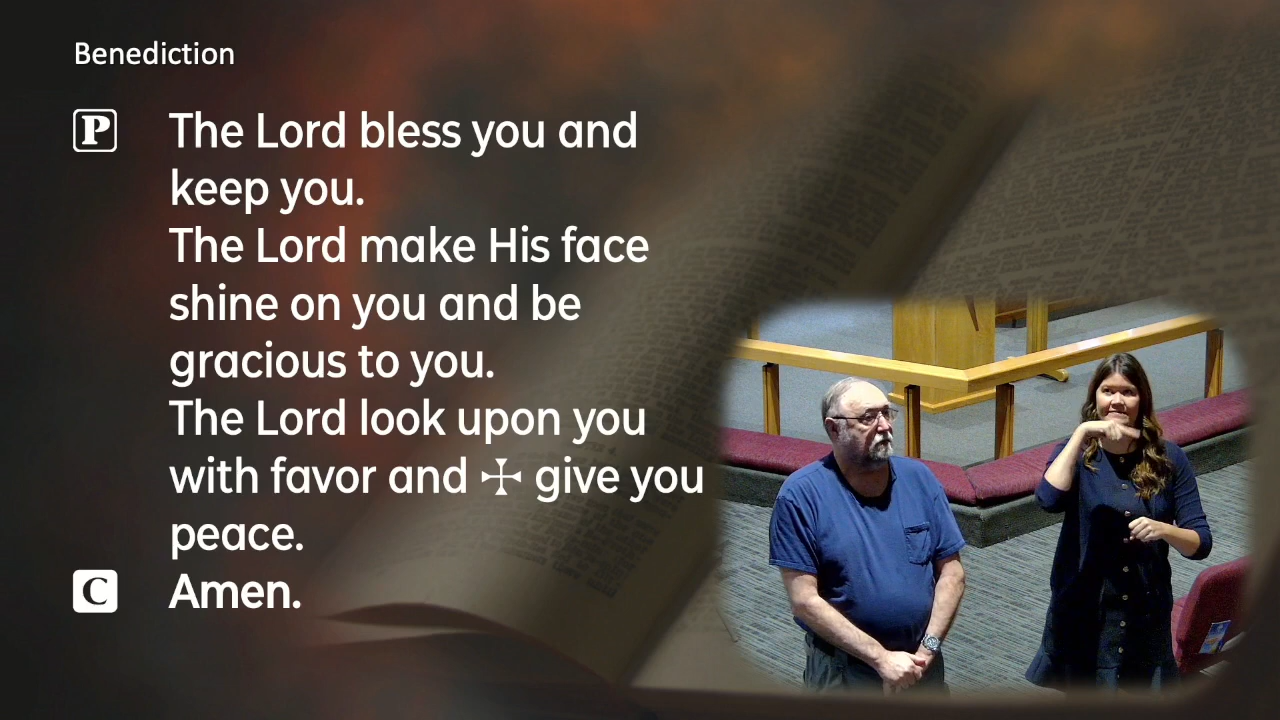 Benediction
P The Lord bless you and
keep you.
The Lord make His face
shine on you and be
gracious to you.
The Lord look upon you
with favor and ☩ give you
peace.
C Amen.